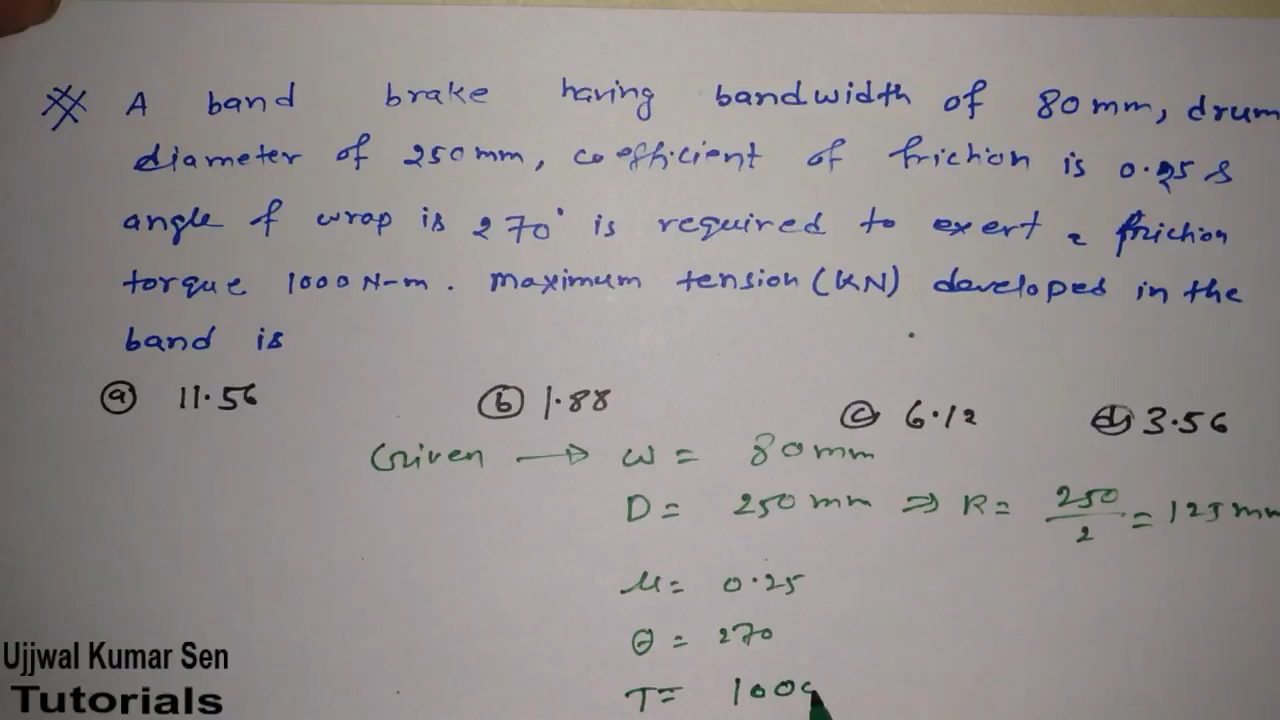 A band brake having bandwidth of 80 mm, drum
diameter of 250 mm, coefficient of friction is 0.25 &
angle of wrap is 270° is required to exert a friction
torque 1000 N-m. Maximum tension (KN) developed in the
band is
(a) 11.56 (b) 1.88 (c) 6.12 (d) 3.56
Given → W = 80 mm
D = 250 mm ⇒ R = 250/2 = 125 mm
μ = 0.25
θ = 270
T = 1000
Ujjwal Kumar Sen
Tutorials